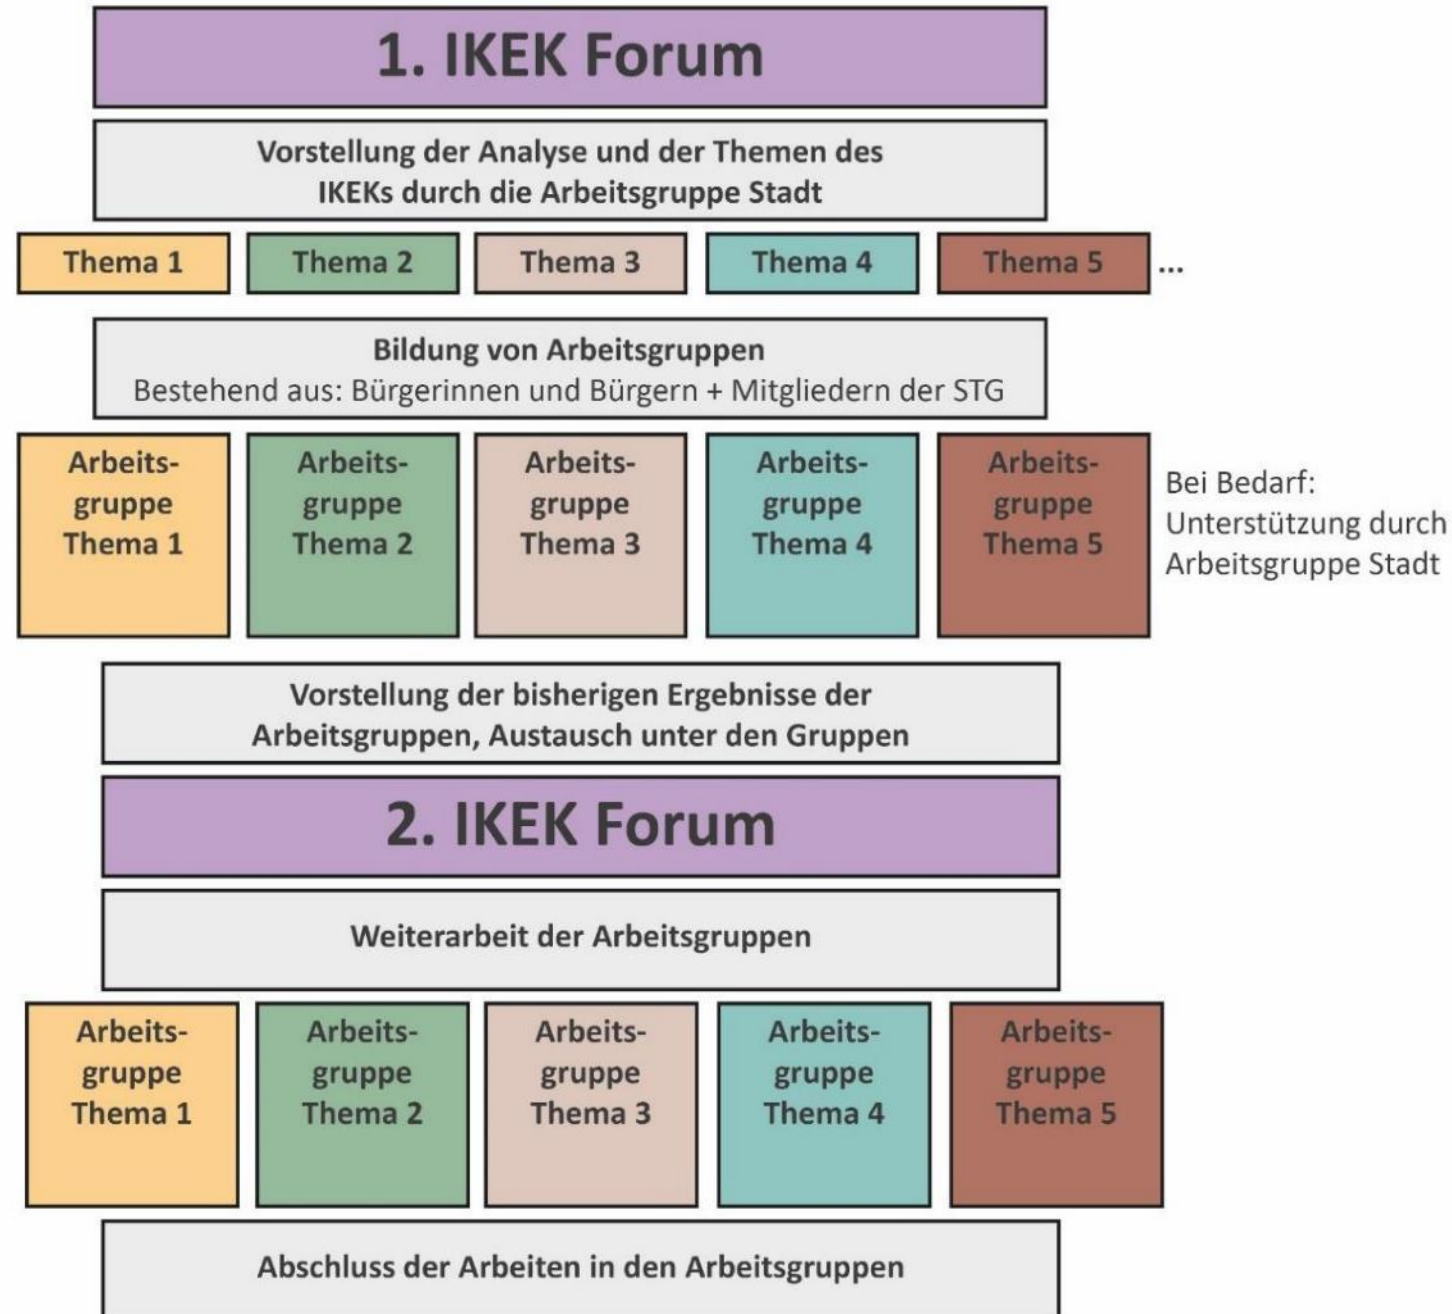 1. IKEK Forum
Vorstellung der Analyse und der Themen des
IKEKs durch die Arbeitsgruppe Stadt
Thema 1
Thema 2
Thema 3
Thema 4
Thema 5
...
Bildung von Arbeitsgruppen
Bestehend aus: Bürgerinnen und Bürgern + Mitgliedern der STG
Arbeits-
gruppe
Thema 1
Arbeits-
gruppe
Thema 2
Arbeits-
gruppe
Thema 3
Arbeits-
gruppe
Thema 4
Arbeits-
gruppe
Thema 5
Bei Bedarf:
Unterstützung durch
Arbeitsgruppe Stadt
Vorstellung der bisherigen Ergebnisse der
Arbeitsgruppen, Austausch unter den Gruppen
2. IKEK Forum
Weiterarbeit der Arbeitsgruppen
Arbeits-
gruppe
Thema 1
Arbeits-
gruppe
Thema 2
Arbeits-
gruppe
Thema 3
Arbeits-
gruppe
Thema 4
Arbeits-
gruppe
Thema 5
Abschluss der Arbeiten in den Arbeitsgruppen